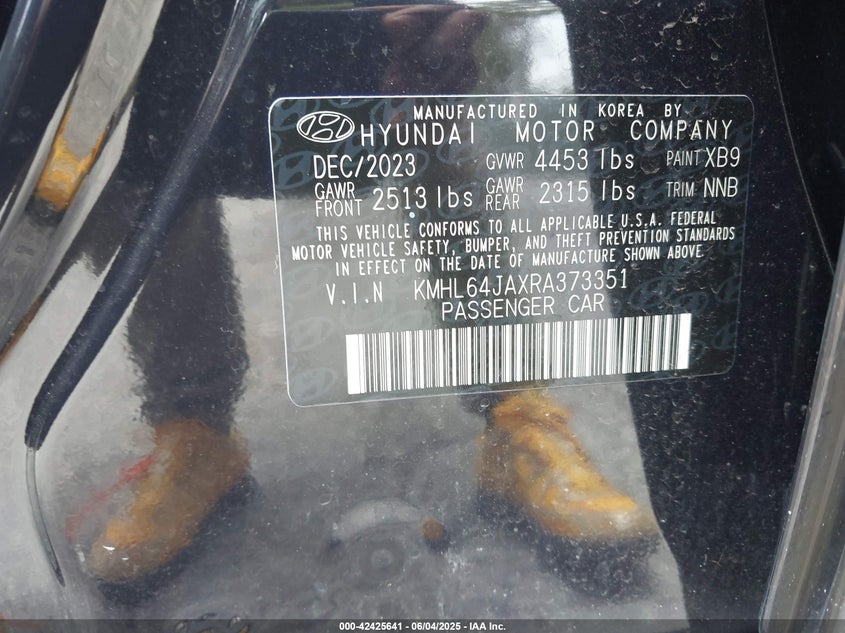 MANUFACTURED IN KOREA BY
HYUNDAI MOTOR COMPANY
DEC/2023 GVWR 4453 lbs PAINT XB9
GAWR FRONT 2513 lbs GAWR REAR 2315 lbs TRIM NNB
THIS VEHICLE CONFORMS TO ALL APPLICABLE U.S.A. FEDERAL
MOTOR VEHICLE SAFETY, BUMPER, AND THEFT PREVENTION STANDARDS
IN EFFECT ON THE DATE OF MANUFACTURE SHOWN ABOVE
V.I.N KMHL64JAXRA373351
PASSENGER CAR
000-42425641 - 06/04/2025 - IAA Inc.